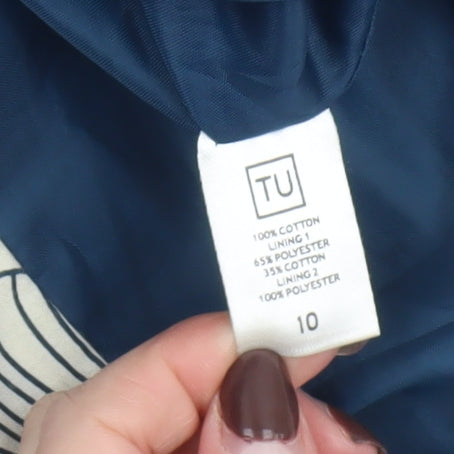 TU
100% COTTON
LINING 1
65% POLYESTER
35% COTTON
LINING 2
100% POLYESTER
10